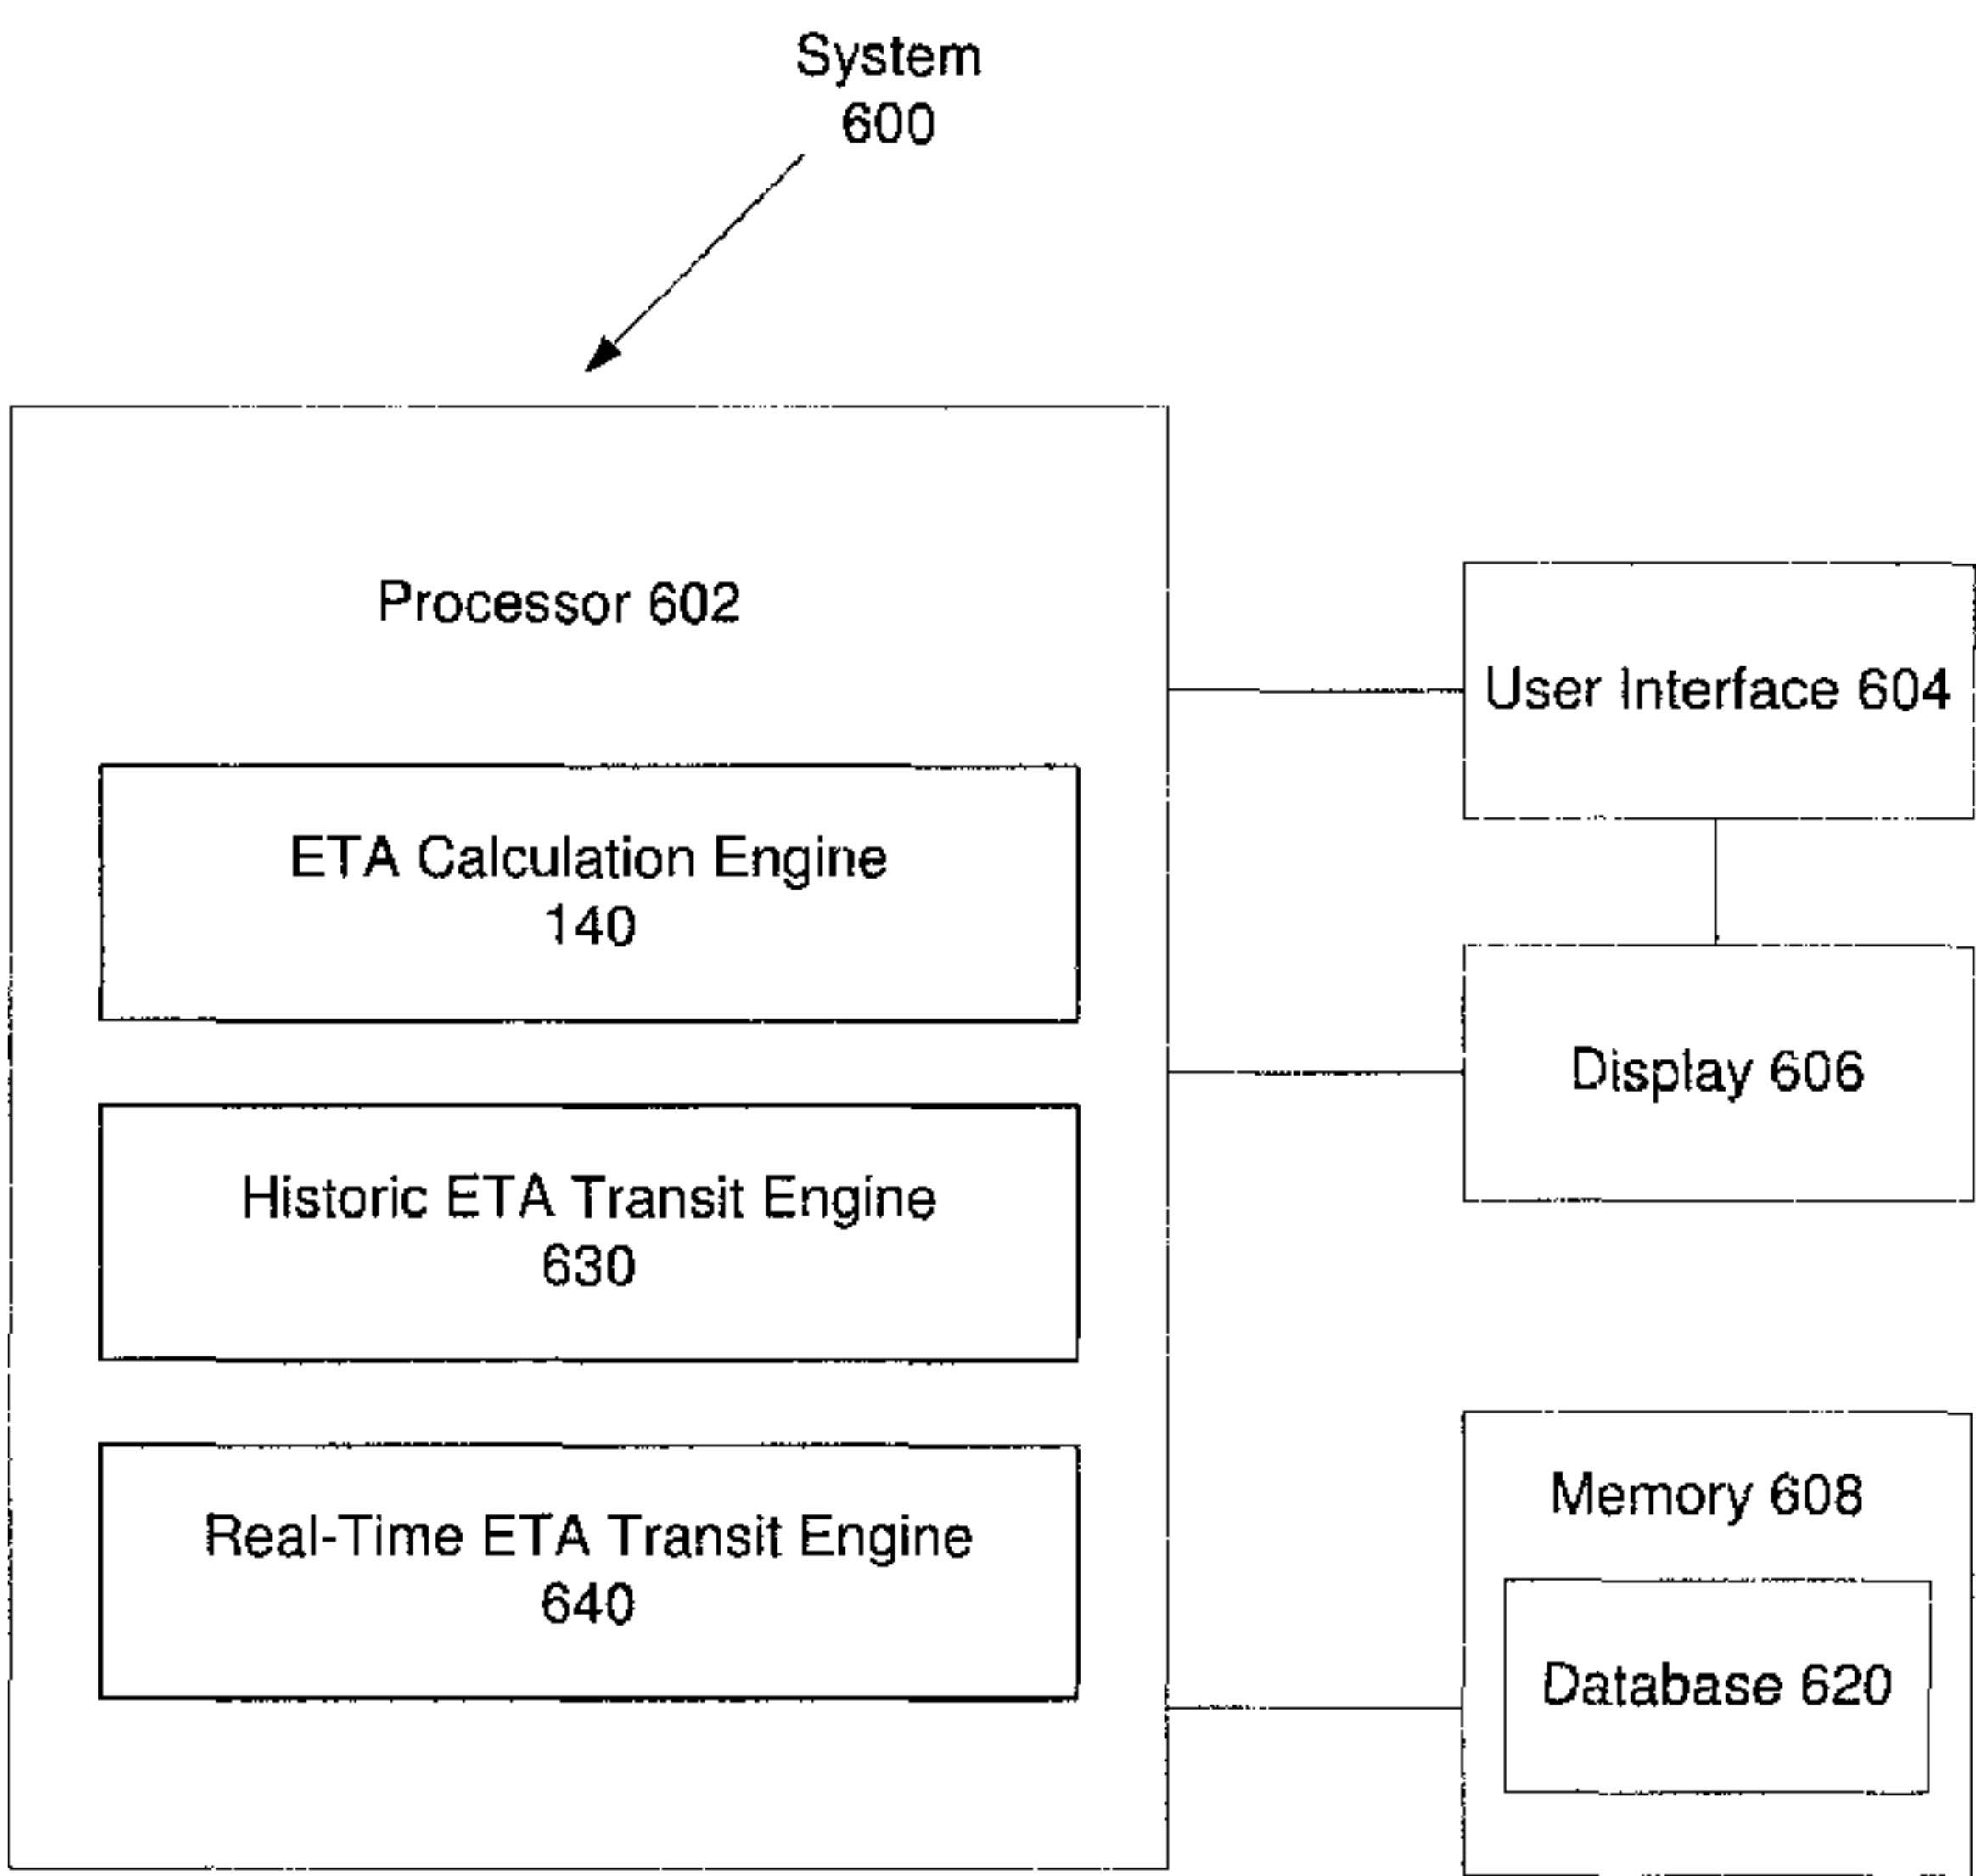 System
600
Processor 602
ETA Calculation Engine
140
Historic ETA Transit Engine
630
Real-Time ETA Transit Engine
640
User Interface 604
Display 606
Memory 608
Database 620